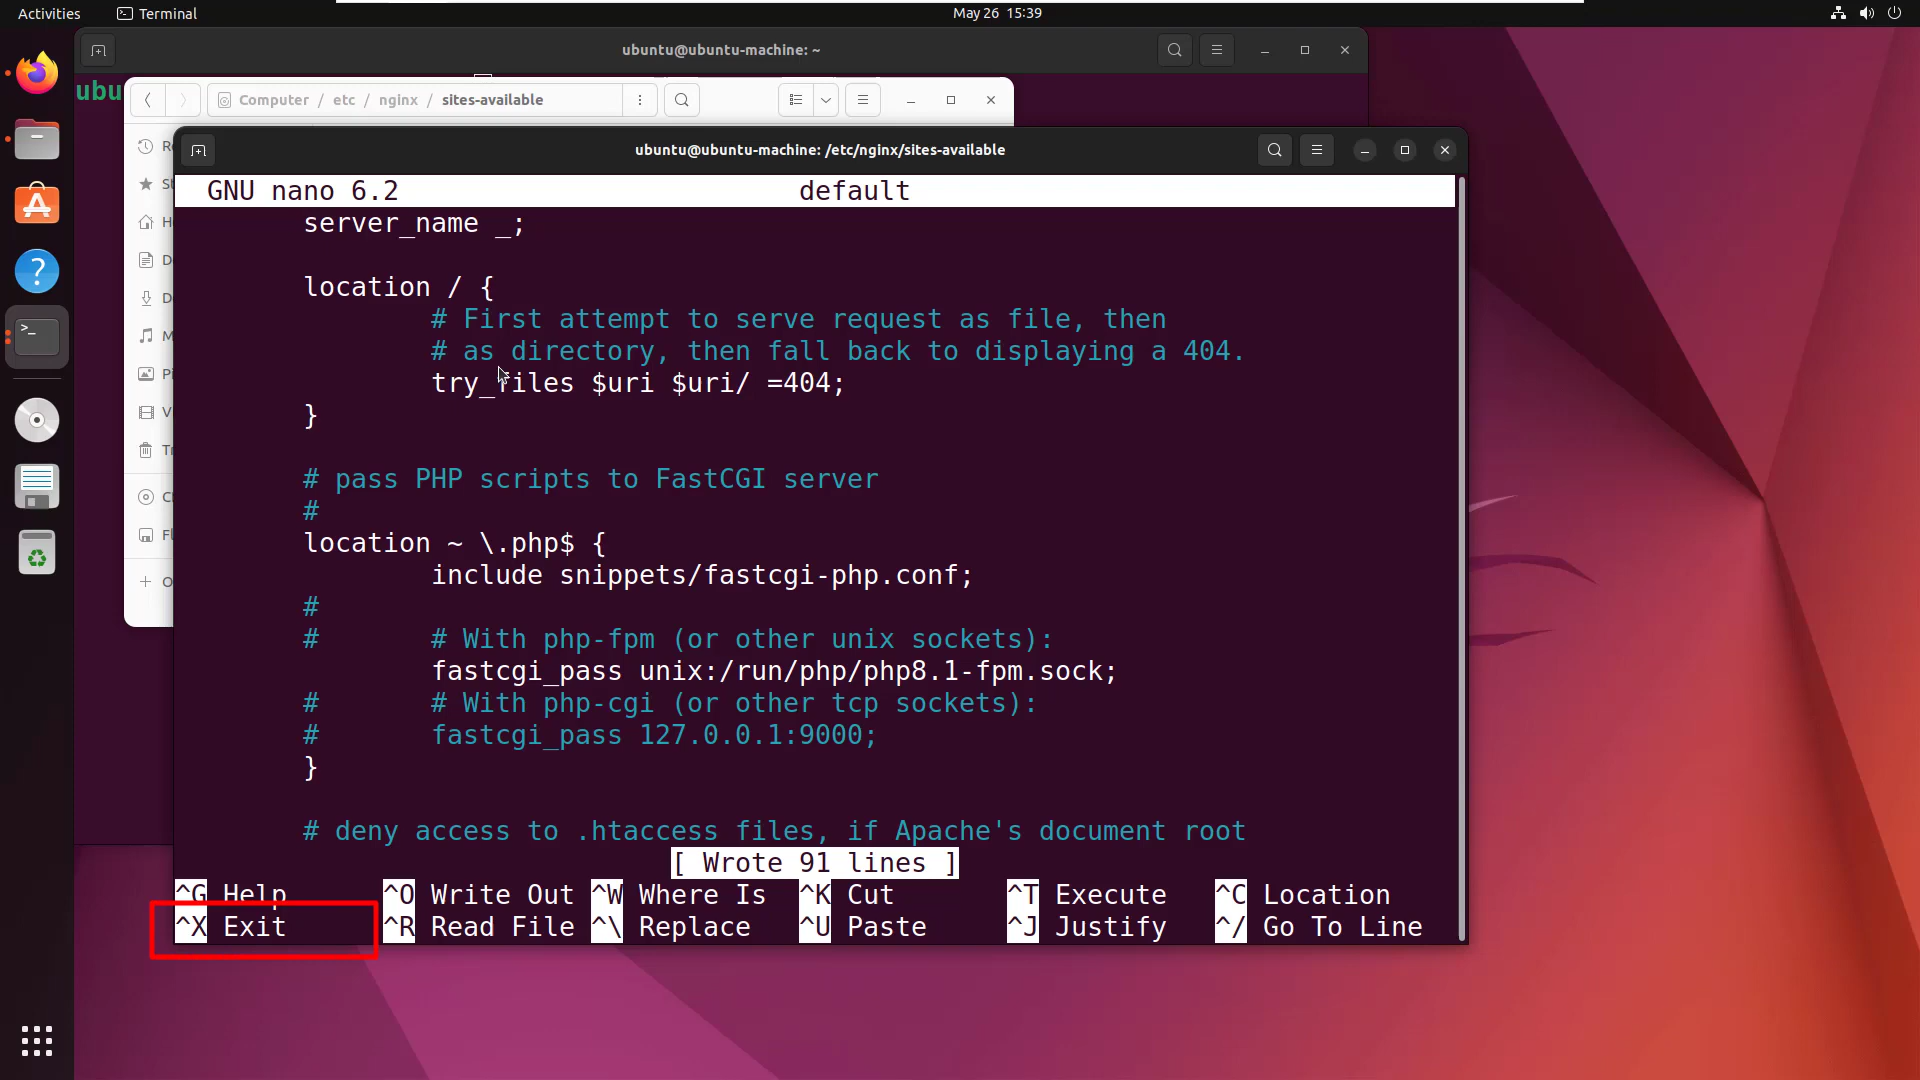 Activities Terminal May 26 15:39
ubuntu@ubuntu-machine: ~
ubu
Computer / etc / nginx / sites-available
ubuntu@ubuntu-machine: /etc/nginx/sites-available
GNU nano 6.2 default
server_name _;
location / {
# First attempt to serve request as file, then
# as directory, then fall back to displaying a 404.
try_files $uri $uri/ =404;
}
# pass PHP scripts to FastCGI server
#
location ~ \.php$ {
include snippets/fastcgi-php.conf;
#
# # With php-fpm (or other unix sockets):
fastcgi_pass unix:/run/php/php8.1-fpm.sock;
# # With php-cgi (or other tcp sockets):
# fastcgi_pass 127.0.0.1:9000;
}
# deny access to .htaccess files, if Apache's document root
[ Wrote 91 lines ]
^G Help ^O Write Out ^W Where Is ^K Cut ^T Execute ^C Location
^X Exit ^R Read File ^\ Replace ^U Paste ^J Justify ^/ Go To Line